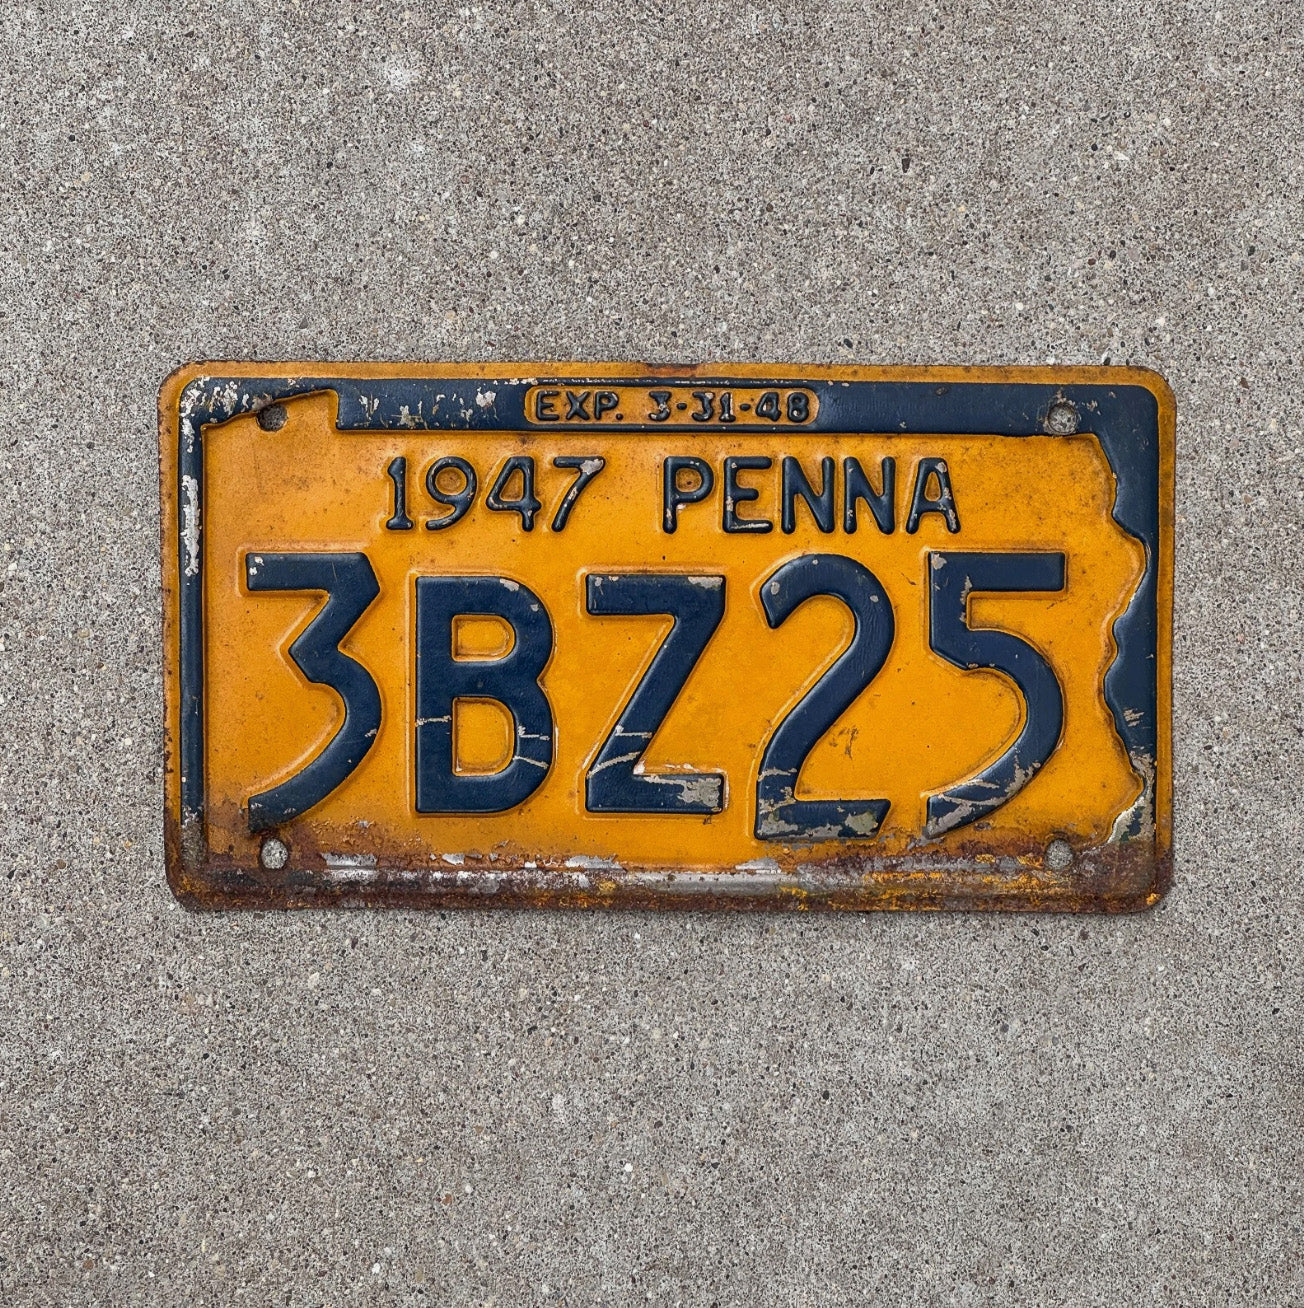 EXP. 3-31-48
1947 PENNA
3BZ25